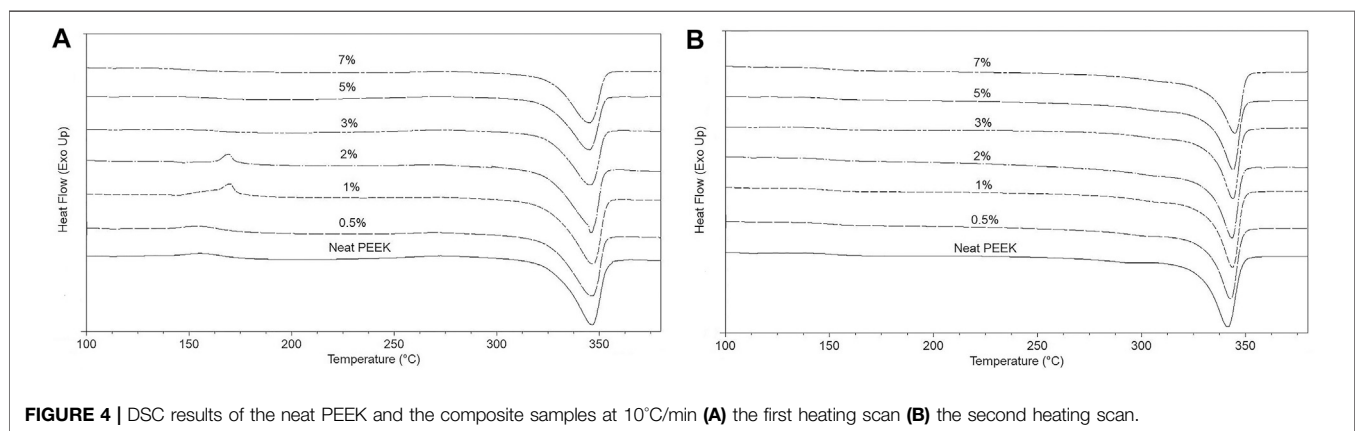 A
Heat Flow (Exo Up)
7%
5%
3%
2%
1%
0.5%
Neat PEEK
100 150 200 250 300 350
Temperature (°C)
B
Heat Flow (Exo Up)
7%
5%
3%
2%
1%
0.5%
Neat PEEK
100 150 200 250 300 350
Temperature (°C)
FIGURE 4 | DSC results of the neat PEEK and the composite samples at 10°C/min (A) the first heating scan (B) the second heating scan.